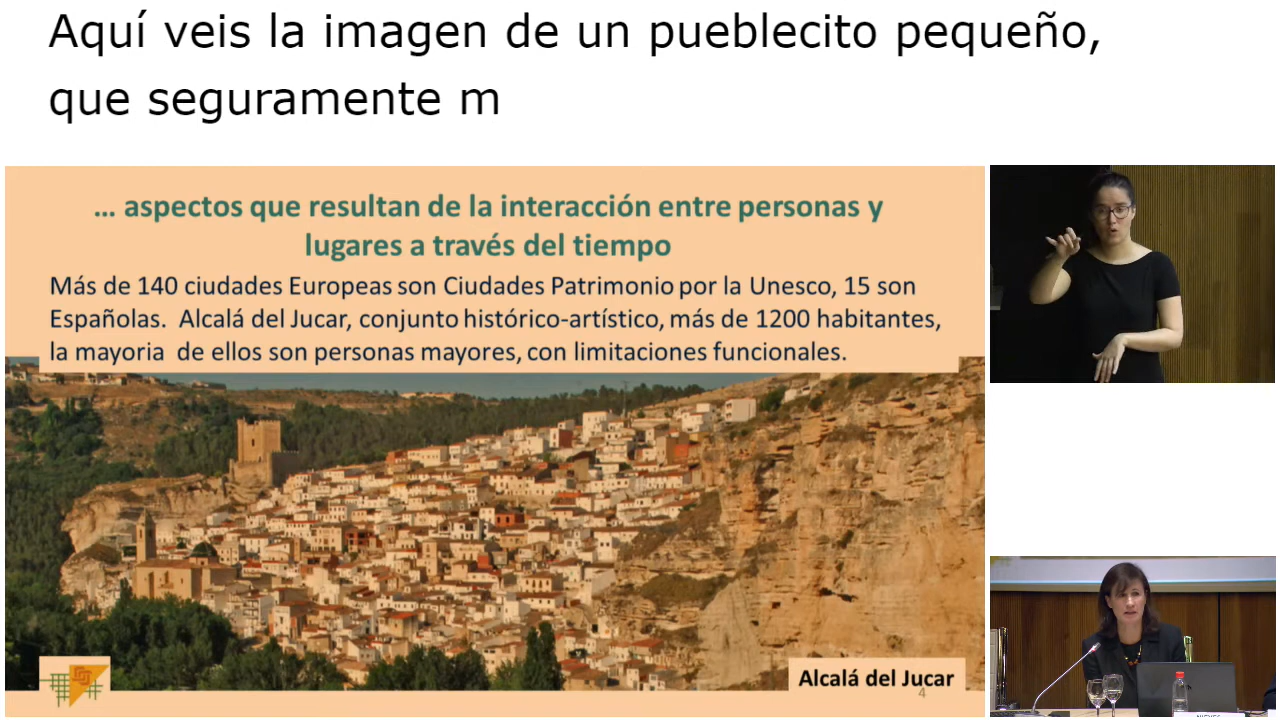 Aquí veis la imagen de un pueblecito pequeño,
que seguramente m
... aspectos que resultan de la interacción entre personas y
lugares a través del tiempo
Más de 140 ciudades Europeas son Ciudades Patrimonio por la Unesco, 15 son
Españolas. Alcalá del Jucar, conjunto histórico-artístico, más de 1200 habitantes,
la mayoria de ellos son personas mayores, con limitaciones funcionales.
Alcalá del Jucar
4
NIEVES